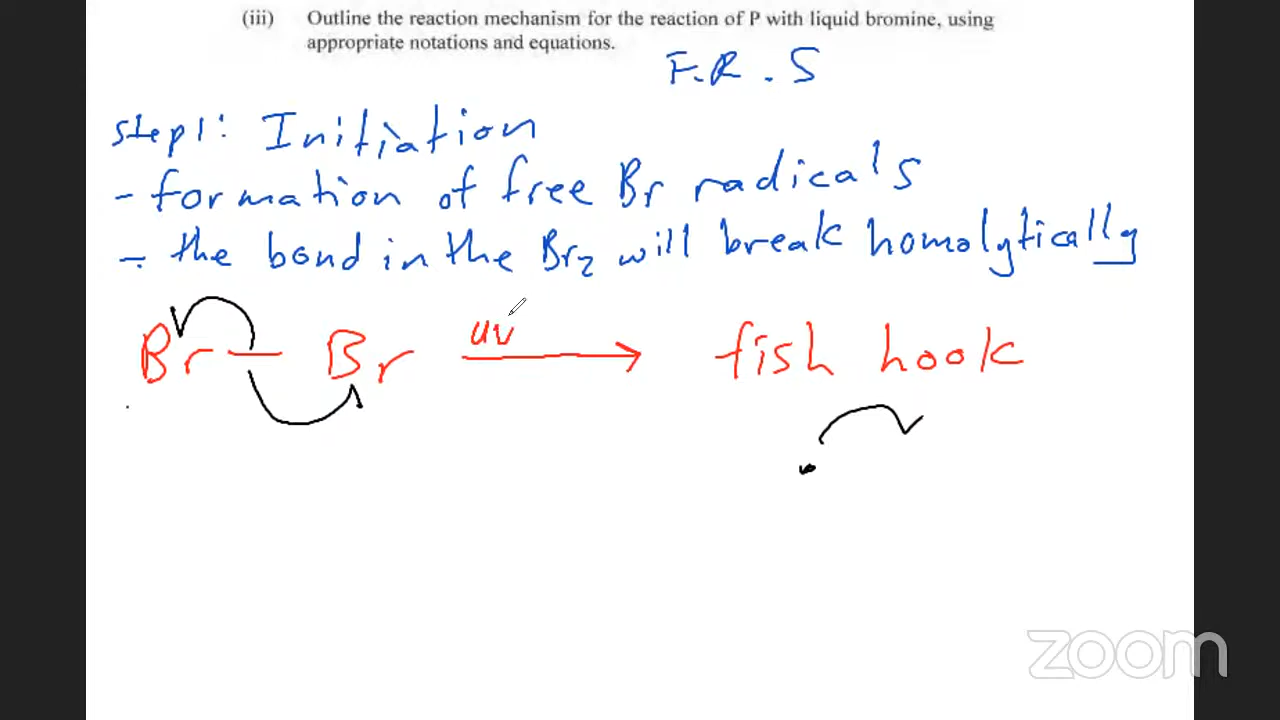 (iii) Outline the reaction mechanism for the reaction of P with liquid bromine, using
appropriate notations and equations.
F.R.S
Step1: Initiation
- formation of free Br radicals
- the bond in the Br2 will break homolytically
Br — Br uv → fish hook
zoom